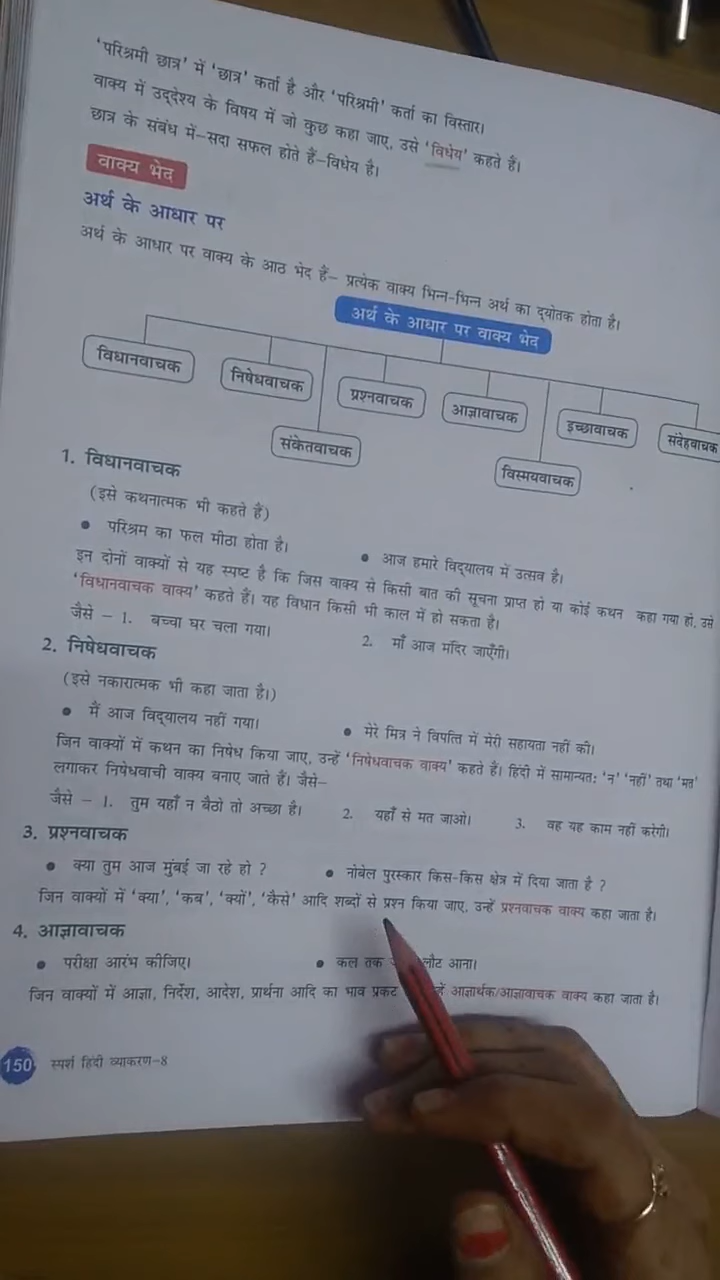 'परिश्रमी छात्र' में 'छात्र' कर्ता है और 'परिश्रमी' कर्ता का विस्तार।
वाक्य में उद्देश्य के विषय में जो कुछ कहा जाए, उसे 'विधेय' कहते हैं।
छात्र के संबंध में–सदा सफल होते हैं–विधेय है।
वाक्य भेद
अर्थ के आधार पर
अर्थ के आधार पर वाक्य के आठ भेद हैं– प्रत्येक वाक्य भिन्न-भिन्न अर्थ का द्योतक होता है।
अर्थ के आधार पर वाक्य भेद
विधानवाचक निषेधवाचक प्रश्नवाचक आज्ञावाचक इच्छावाचक संदेहवाचक
संकेतवाचक विस्मयवाचक
1. विधानवाचक
(इसे कथनात्मक भी कहते हैं)
• परिश्रम का फल मीठा होता है। • आज हमारे विद्यालय में उत्सव है।
इन दोनों वाक्यों से यह स्पष्ट है कि जिस वाक्य से किसी बात की सूचना प्राप्त हो या कोई कथन कहा गया हो, उसे
'विधानवाचक वाक्य' कहते हैं। यह विधान किसी भी काल में हो सकता है।
जैसे – 1. बच्चा घर चला गया। 2. माँ आज मंदिर जाएँगी।
2. निषेधवाचक
(इसे नकारात्मक भी कहा जाता है।)
• मैं आज विद्यालय नहीं गया। • मेरे मित्र ने विपत्ति में मेरी सहायता नहीं की।
जिन वाक्यों में कथन का निषेध किया जाए, उन्हें 'निषेधवाचक वाक्य' कहते हैं। हिंदी में सामान्यत: 'न' 'नहीं' तथा 'मत'
लगाकर निषेधवाची वाक्य बनाए जाते हैं। जैसे–
जैसे – 1. तुम यहाँ न बैठो तो अच्छा है। 2. यहाँ से मत जाओ। 3. वह यह काम नहीं करेगी।
3. प्रश्नवाचक
• क्या तुम आज मुंबई जा रहे हो ? • नोबेल पुरस्कार किस-किस क्षेत्र में दिया जाता है ?
जिन वाक्यों में 'क्या', 'कब', 'क्यों', 'कैसे' आदि शब्दों से प्रश्न किया जाए, उन्हें प्रश्नवाचक वाक्य कहा जाता है।
4. आज्ञावाचक
• परीक्षा आरंभ कीजिए। • कल तक लौट आना।
जिन वाक्यों में आज्ञा, निर्देश, आदेश, प्रार्थना आदि का भाव प्रकट आज्ञार्थक/आज्ञावाचक वाक्य कहा जाता है।
150 स्पर्श हिंदी व्याकरण–8